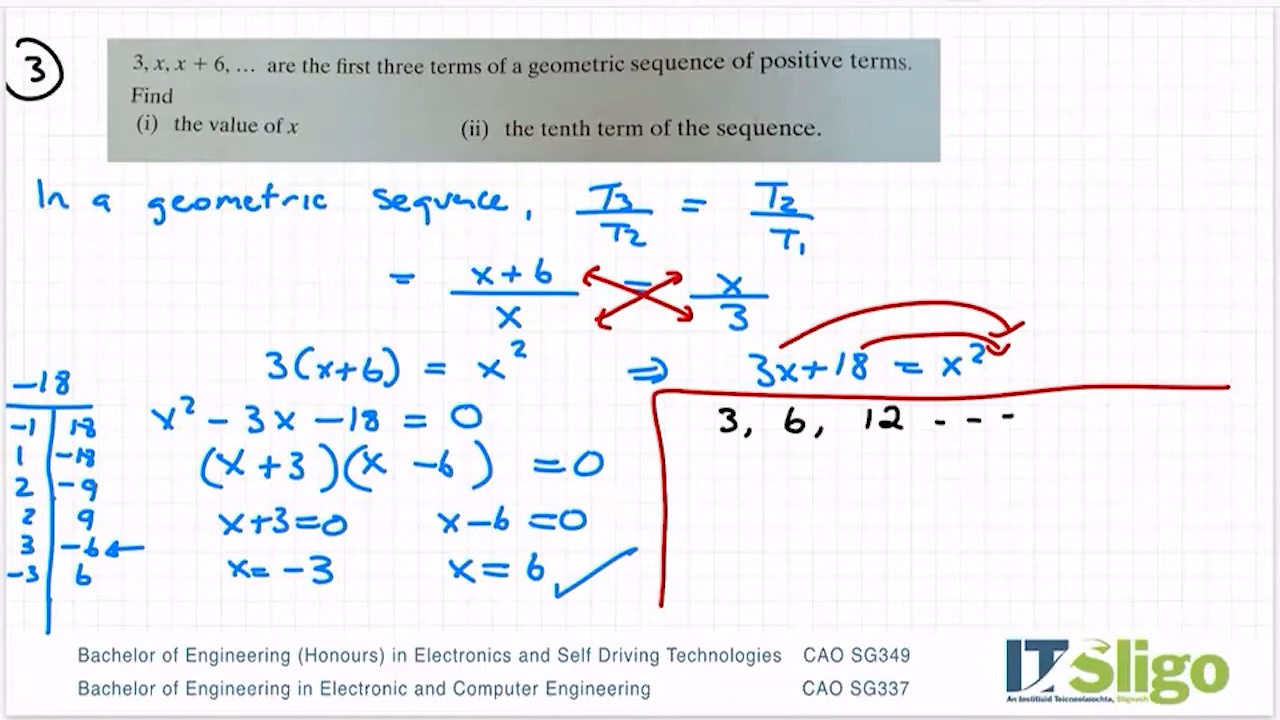 3
3, x, x + 6, ... are the first three terms of a geometric sequence of positive terms.
Find
(i) the value of x (ii) the tenth term of the sequence.
In a geometric sequence, T3/T2 = T2/T1
= x+6/x = x/3
3(x+6) = x² ⇒ 3x+18 = x²
-18
-1 18
1 -18
2 -9
2 9
3 -6 ←
-3 6
x² - 3x - 18 = 0
(x + 3)(x - 6) = 0
x+3=0 x-6=0
x= -3 x= 6 ✓
3, 6, 12 - - -
Bachelor of Engineering (Honours) in Electronics and Self Driving Technologies CAO SG349
Bachelor of Engineering in Electronic and Computer Engineering CAO SG337
IT Sligo
An Institiúid Teicneolaíochta, Sligeach